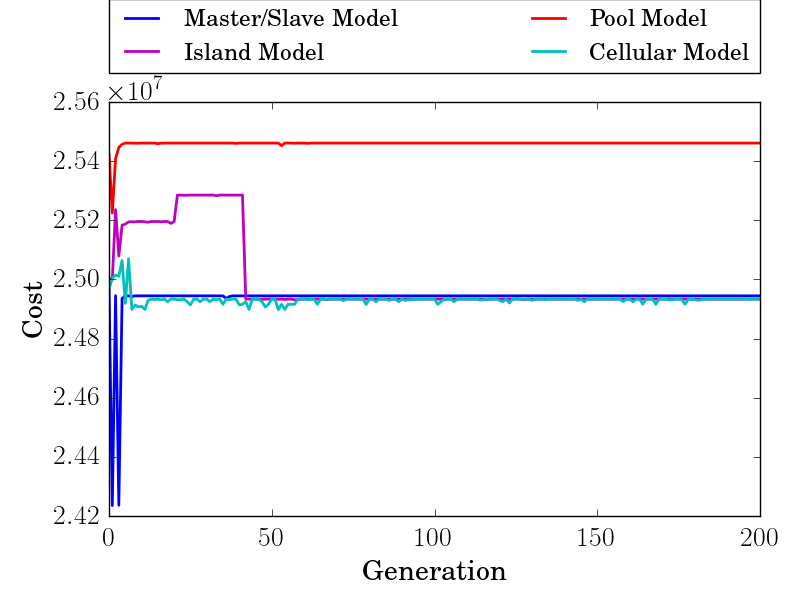 Master/Slave Model Pool Model
Island Model Cellular Model
×10^7
2.56
2.54
2.52
2.50
2.48
2.46
2.44
2.42
Cost
0 50 100 150 200
Generation